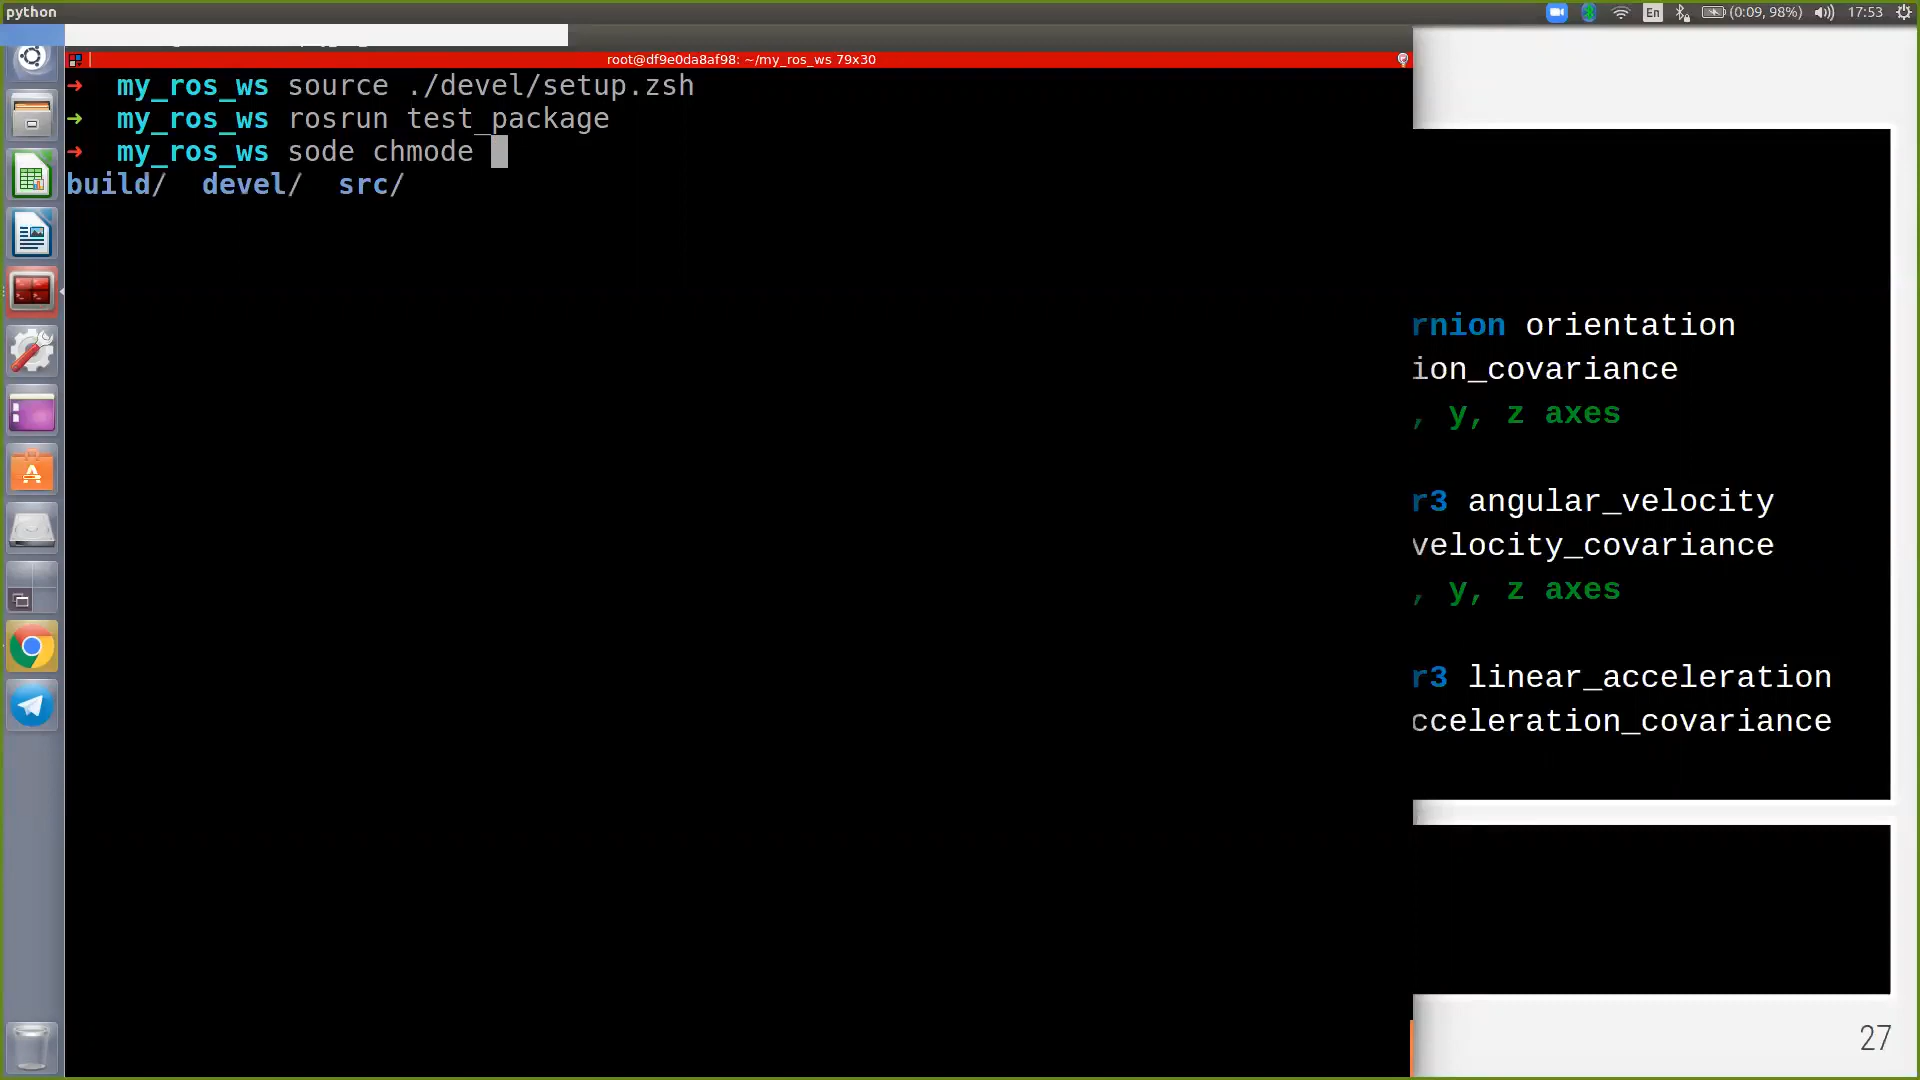 python
En
(0:09, 98%)
17:53
root@df9e0da8af98: ~/my_ros_ws 79x30
➜ my_ros_ws source ./devel/setup.zsh
➜ my_ros_ws rosrun test_package
➜ my_ros_ws sode chmode
build/ devel/ src/
rnion orientation
ion_covariance
, y, z axes
r3 angular_velocity
velocity_covariance
, y, z axes
r3 linear_acceleration
cceleration_covariance
27